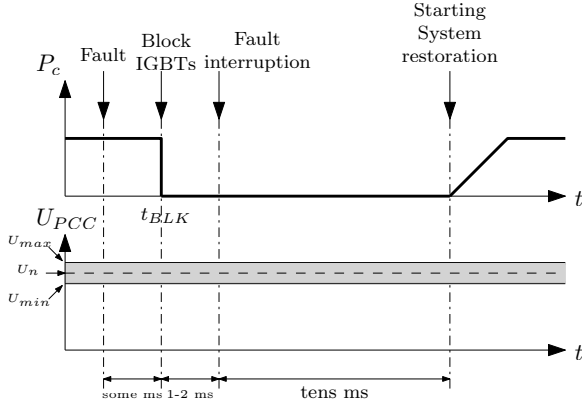 Starting
System
restoration
Block
IGBTs
Fault
interruption
Fault
P_c
t
t_BLK
U_PCC
U_max
U_n
U_min
t
some ms
1-2 ms
tens ms